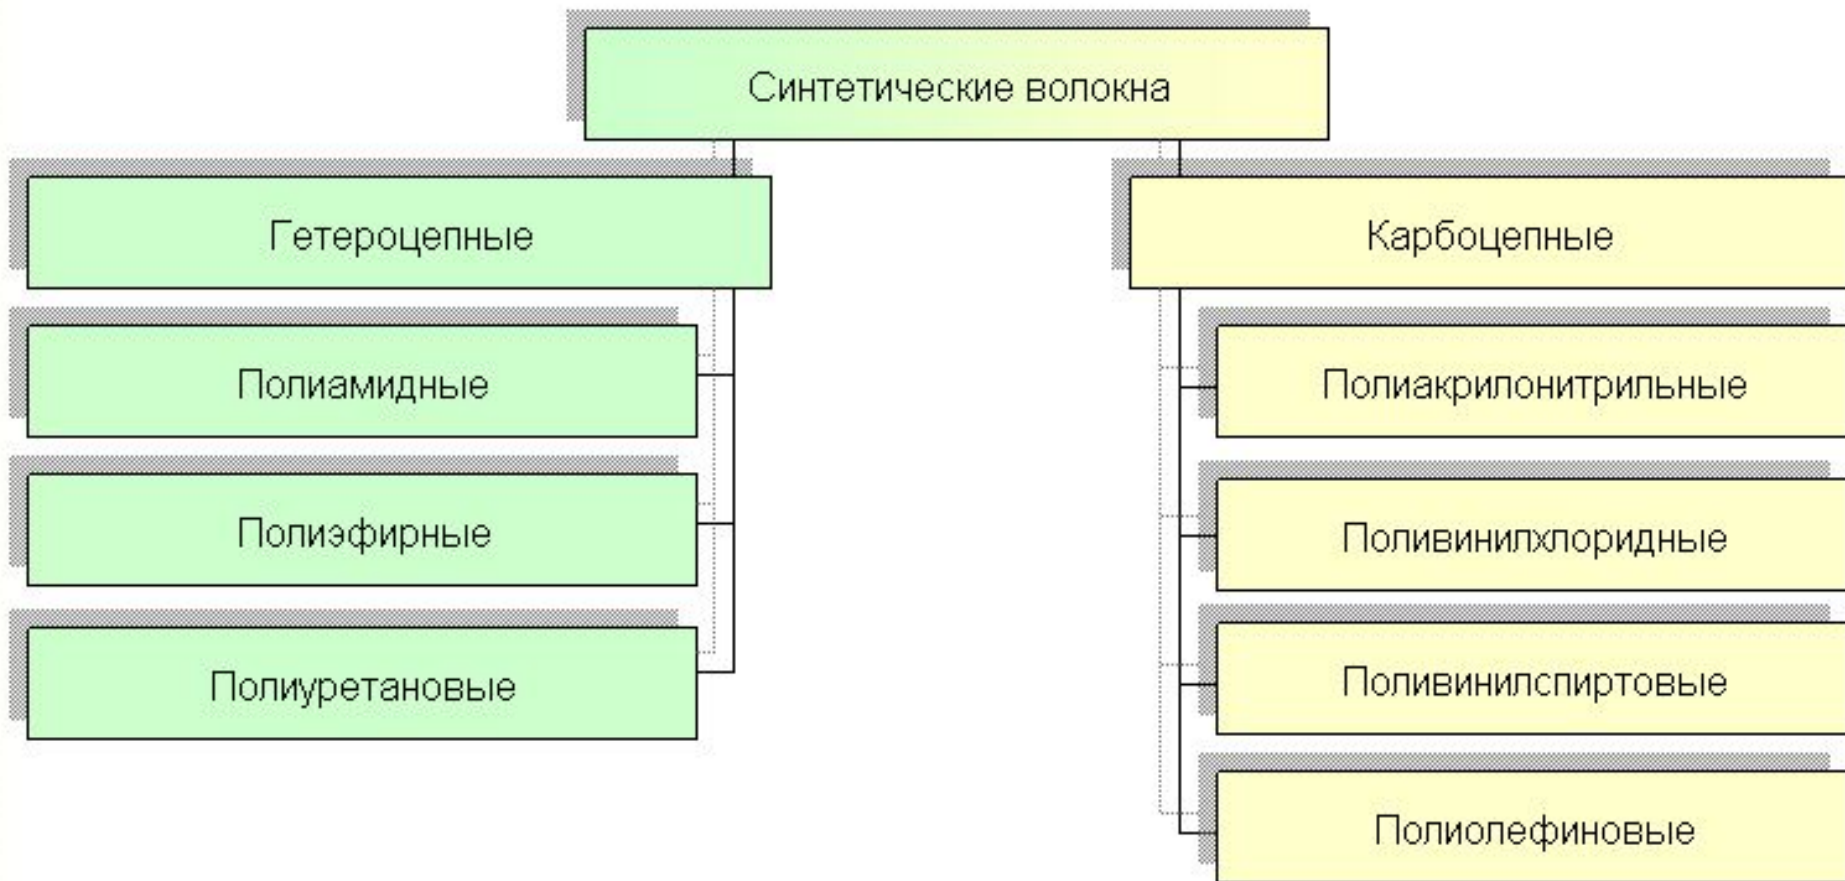 Синтетические волокна
Гетероцепные
Полиамидные
Полиэфирные
Полиуретановые
Карбоцепные
Полиакрилонитрильные
Поливинилхлоридные
Поливинилспиртовые
Полиолефиновые